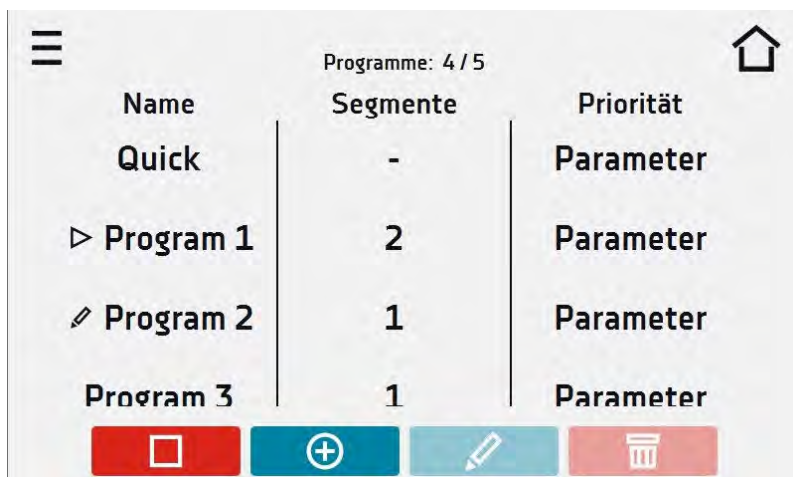 Programme: 4 / 5
Name Segmente Priorität
Quick - Parameter
Program 1 2 Parameter
Program 2 1 Parameter
Program 3 1 Parameter